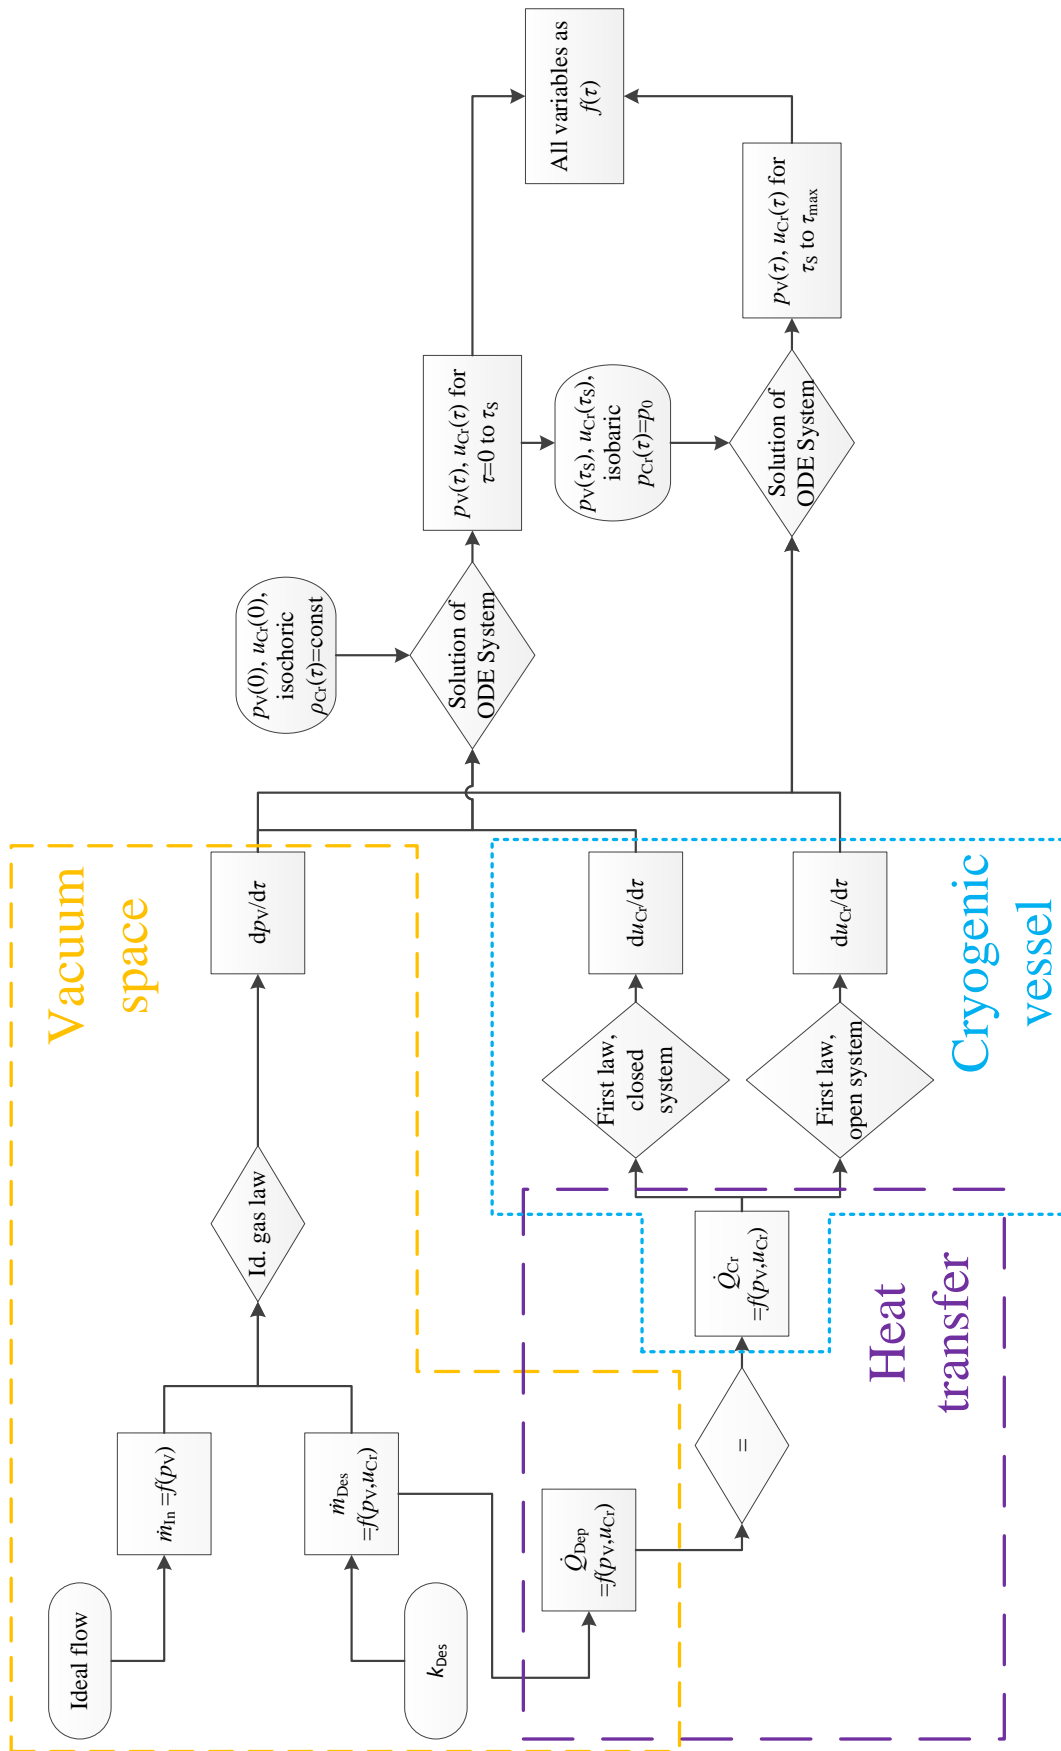 Vacuum
space
Ideal flow
ṁIn =f(pV)
Id. gas law
dpV/dτ
kDes
ṁDes
=f(pV,uCr)
Q̇Dep
=f(pV,uCr)
=
Q̇Cr
=f(pV,uCr)
Heat
transfer
First law,
closed
system
duCr/dτ
First law,
open system
duCr/dτ
Cryogenic
vessel
pV(0), uCr(0),
isochoric
ρCr(τ)=const
Solution of
ODE System
pV(τ), uCr(τ) for
τ=0 to τS
pV(τS), uCr(τS),
isobaric
pCr(τ)=p0
Solution of
ODE System
pV(τ), uCr(τ) for
τS to τmax
All variables as
f(τ)